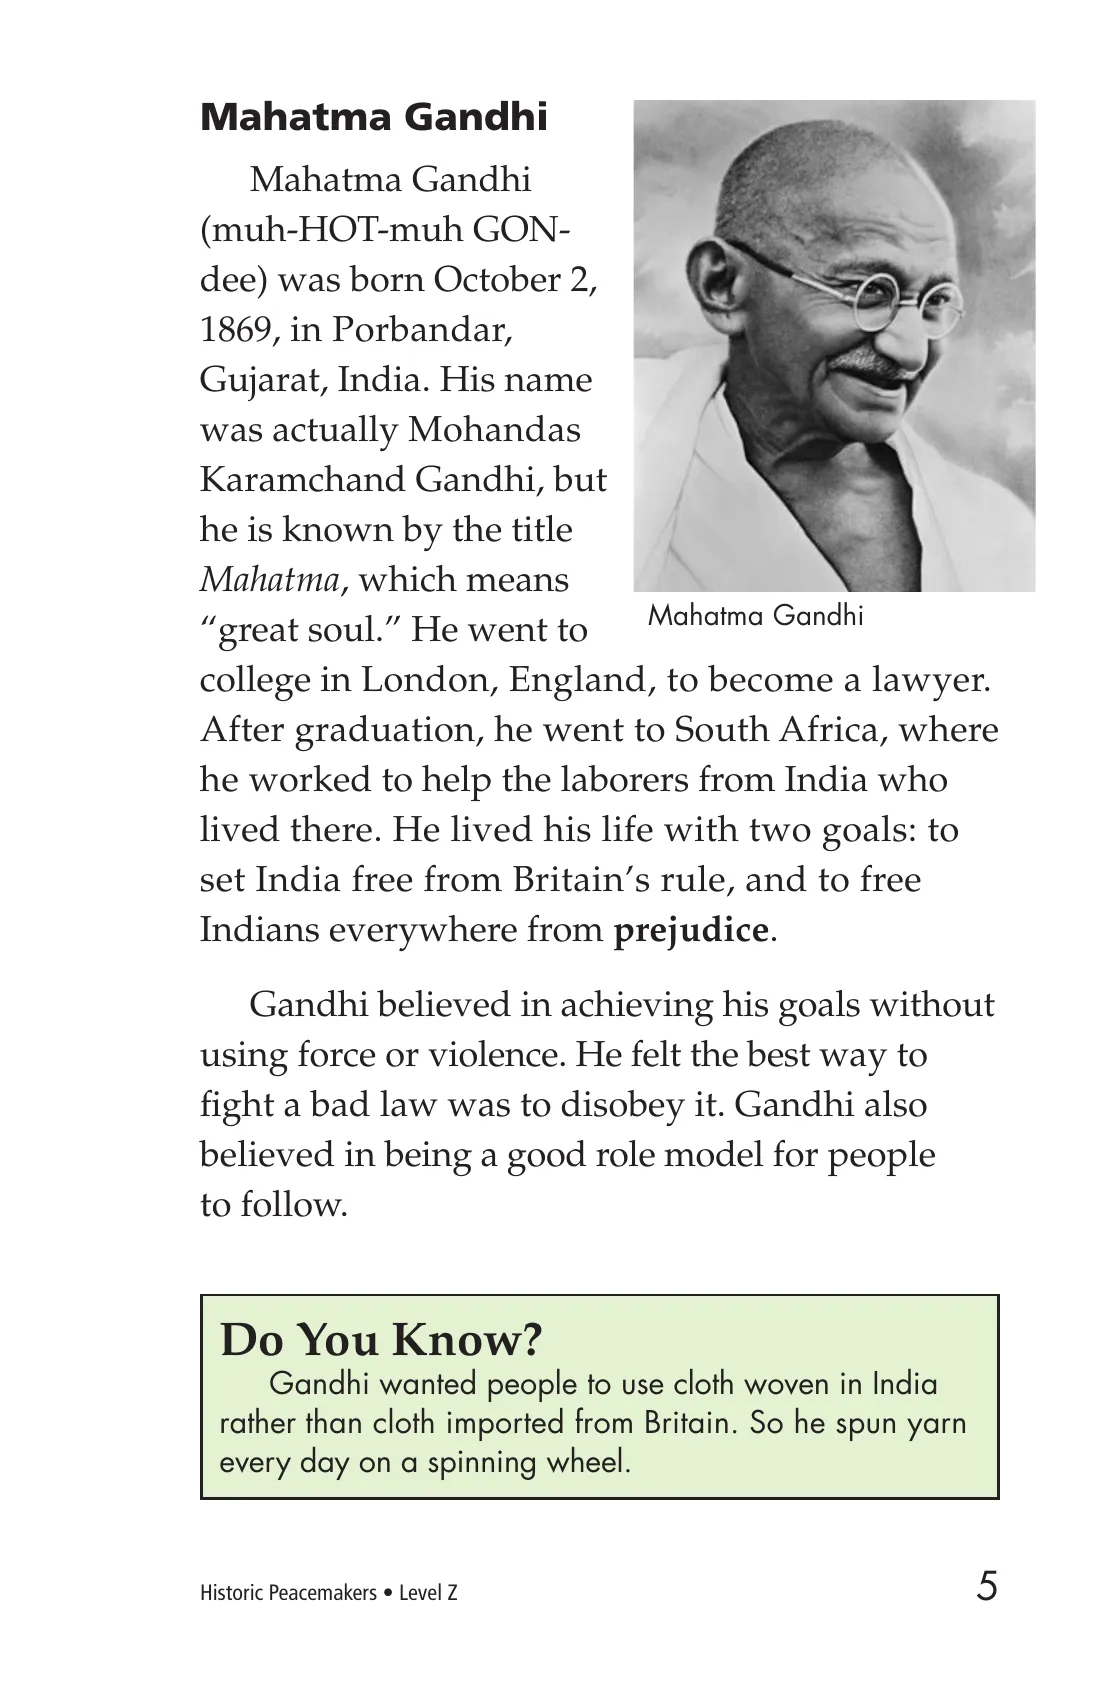 Mahatma Gandhi
Mahatma Gandhi
(muh-HOT-muh GON-
dee) was born October 2,
1869, in Porbandar,
Gujarat, India. His name
was actually Mohandas
Karamchand Gandhi, but
he is known by the title
Mahatma, which means
“great soul.” He went to
college in London, England, to become a lawyer.
After graduation, he went to South Africa, where
he worked to help the laborers from India who
lived there. He lived his life with two goals: to
set India free from Britain’s rule, and to free
Indians everywhere from prejudice.
Mahatma Gandhi
Gandhi believed in achieving his goals without
using force or violence. He felt the best way to
fight a bad law was to disobey it. Gandhi also
believed in being a good role model for people
to follow.
Do You Know?
Gandhi wanted people to use cloth woven in India
rather than cloth imported from Britain. So he spun yarn
every day on a spinning wheel.
Historic Peacemakers • Level Z
5